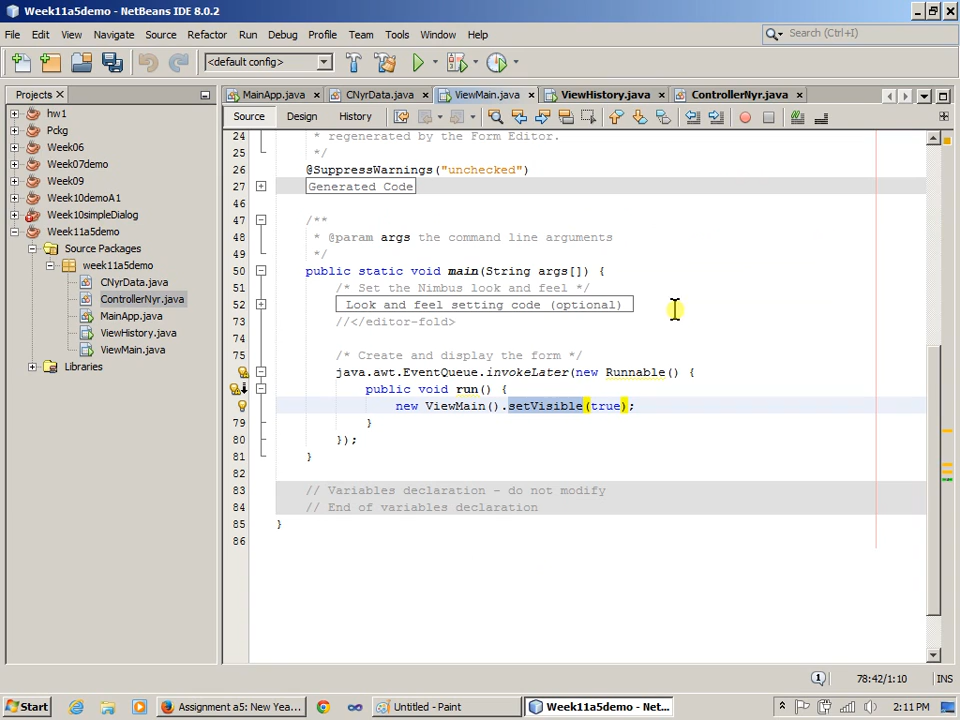 Week11a5demo - NetBeans IDE 8.0.2
File Edit View Navigate Source Refactor Run Debug Profile Team Tools Window Help
Search (Ctrl+I)
<default config>
Projects
MainApp.java CNyrData.java ViewMain.java ViewHistory.java ControllerNyr.java
hw1
Pckg
Week06
Week07demo
Week09
Week10demoA1
Week10simpleDialog
Week11a5demo
Source Packages
week11a5demo
CNyrData.java
ControllerNyr.java
MainApp.java
ViewHistory.java
ViewMain.java
Libraries
Source Design History
24 * regenerated by the Form Editor.
25 */
26 @SuppressWarnings("unchecked")
27 Generated Code
46
47 /**
48 * @param args the command line arguments
49 */
50 public static void main(String args[]) {
51 /* Set the Nimbus look and feel */
52 Look and feel setting code (optional)
73 //</editor-fold>
74
75 /* Create and display the form */
java.awt.EventQueue.invokeLater(new Runnable() {
public void run() {
new ViewMain().setVisible(true);
79 }
80 });
81 }
82
83 // Variables declaration - do not modify
84 // End of variables declaration
85 }
86
1 78:42/1:10 INS
Start Assignment a5: New Yea... Untitled - Paint Week11a5demo - Net... 2:11 PM